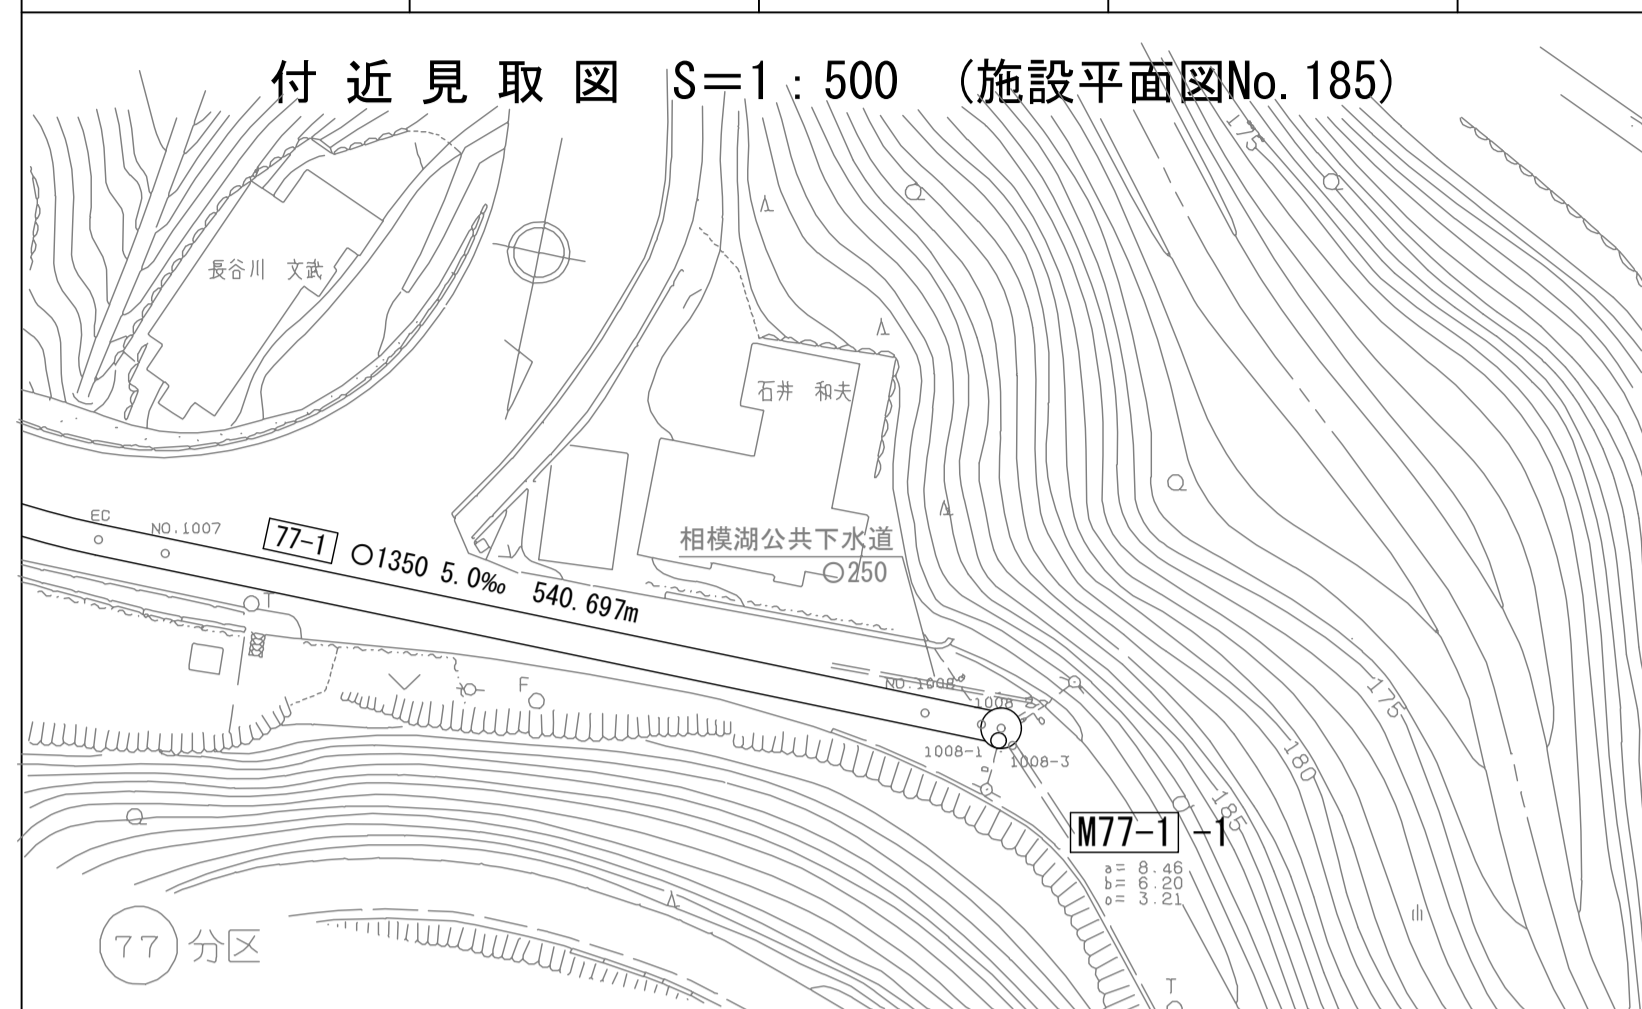 付近見取図 S=1:500 (施設平面図No.185)
175
長谷川 文武
石井 和夫
EC
NO.1007
77-1 ○1350 5.0‰ 540.697m
相模湖公共下水道
○250
T
F
NO.1008
1008-2
1008-1
1008-3
175
180
185
M77-1 -1
a= 8.46
b= 6.20
c= 3.21
77 分区
T